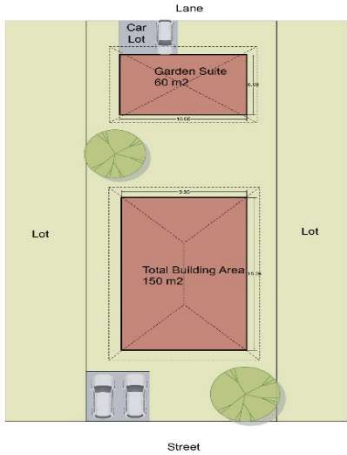 Lane
Car
Lot
Garden Suite
60 m2
Lot
Lot
Total Building Area
150 m2
Street